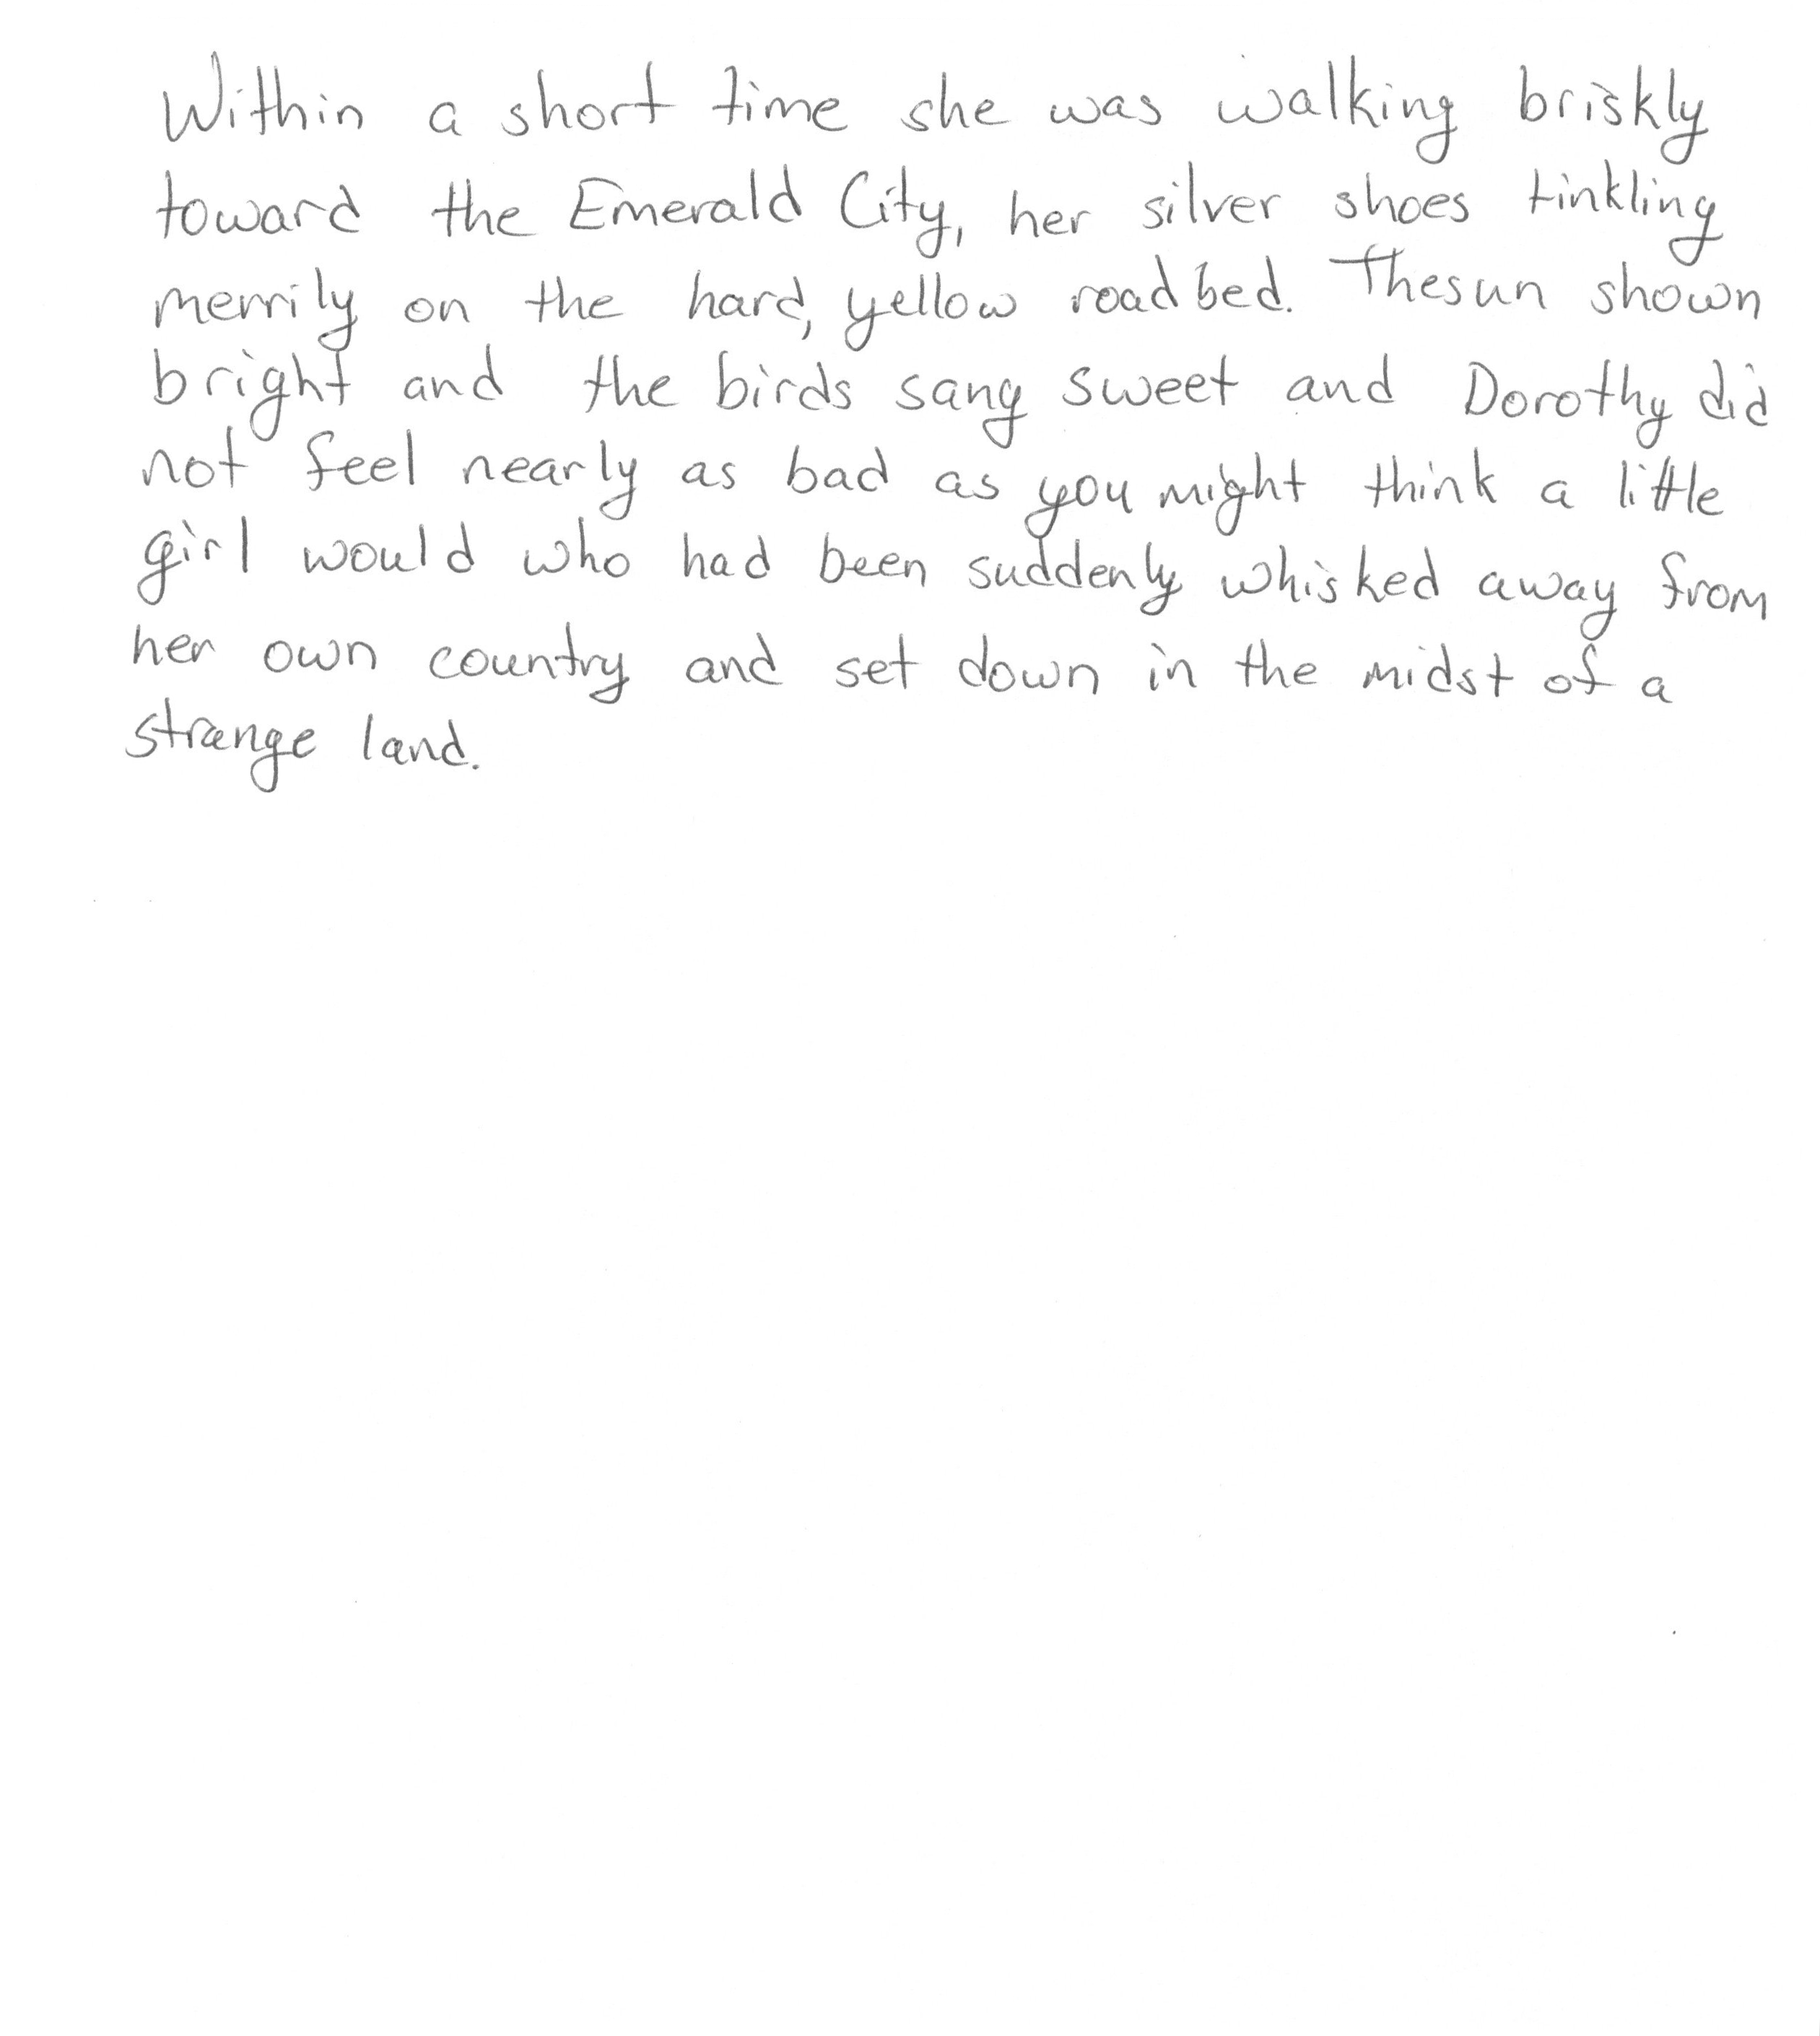 Within a short time she was walking briskly
toward the Emerald City, her silver shoes tinkling
merrily on the hard, yellow roadbed. The sun shown
bright and the birds sang sweet and Dorothy did
not feel nearly as bad as you might think a little
girl would who had been suddenly whisked away from
her own country and set down in the midst of a
strange land.